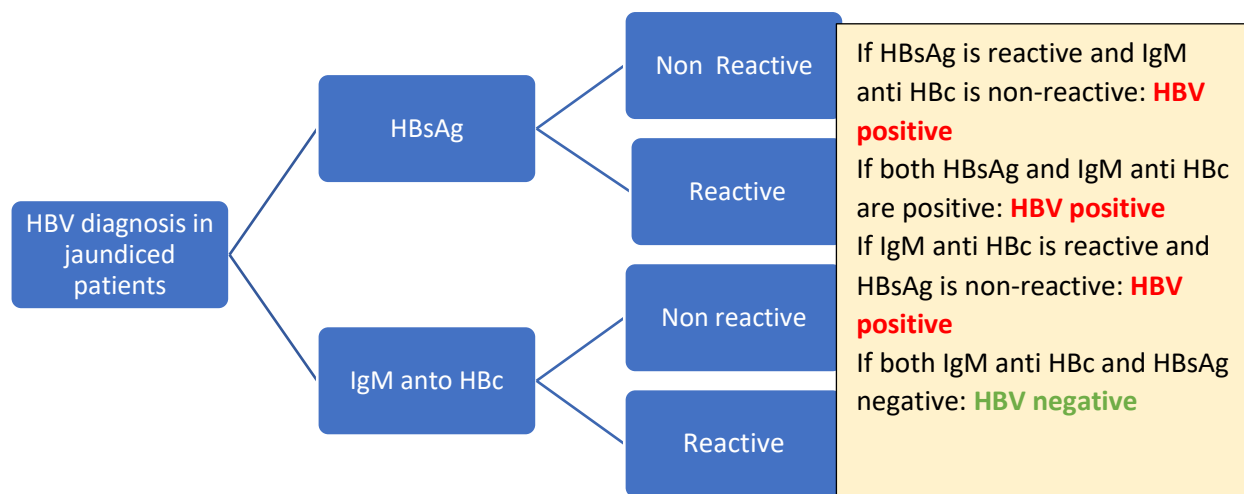 HBV diagnosis in
jaundiced
patients
HBsAg
IgM anto HBc
Non  Reactive
Reactive
Non reactive
Reactive
If HBsAg is reactive and IgM
anti HBc is non-reactive: HBV
positive
If both HBsAg and IgM anti HBc
are positive: HBV positive
If IgM anti HBc is reactive and
HBsAg is non-reactive: HBV
positive
If both IgM anti HBc and HBsAg
negative: HBV negative